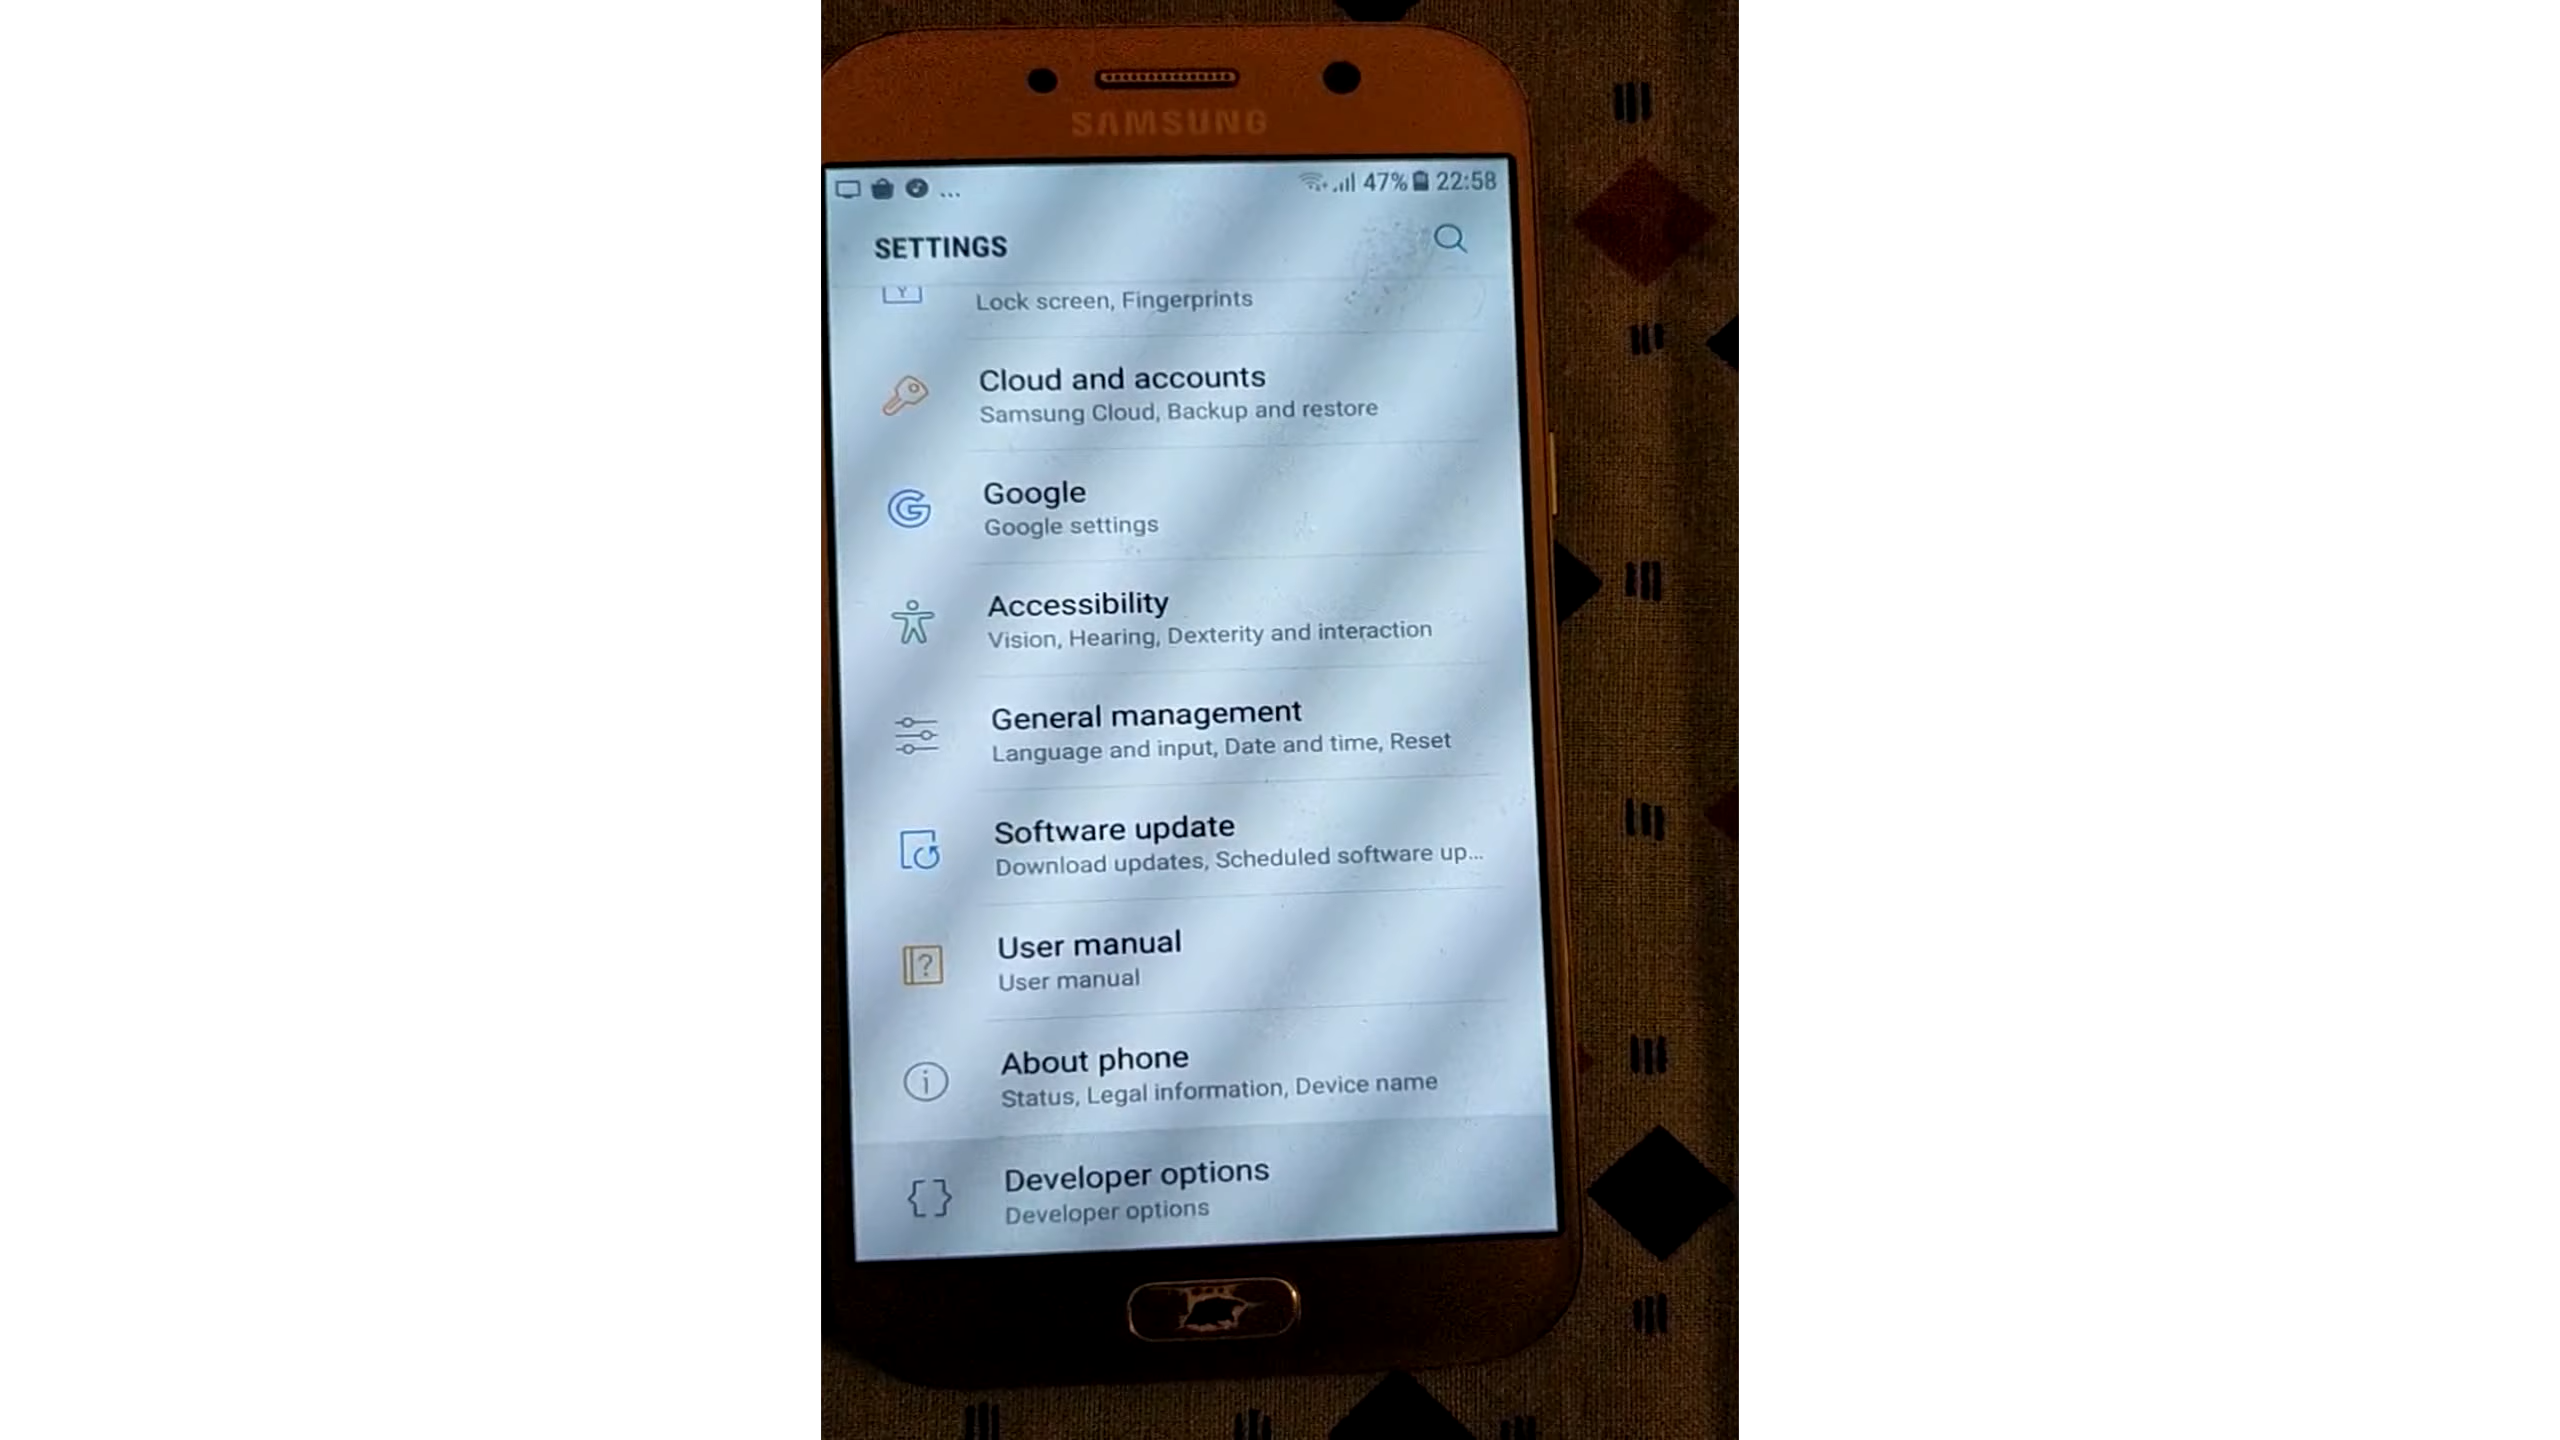 SAMSUNG
... 47% 22:58
SETTINGS
Lock screen, Fingerprints
Cloud and accounts
Samsung Cloud, Backup and restore
Google
Google settings
Accessibility
Vision, Hearing, Dexterity and interaction
General management
Language and input, Date and time, Reset
Software update
Download updates, Scheduled software up...
User manual
User manual
About phone
Status, Legal information, Device name
Developer options
Developer options